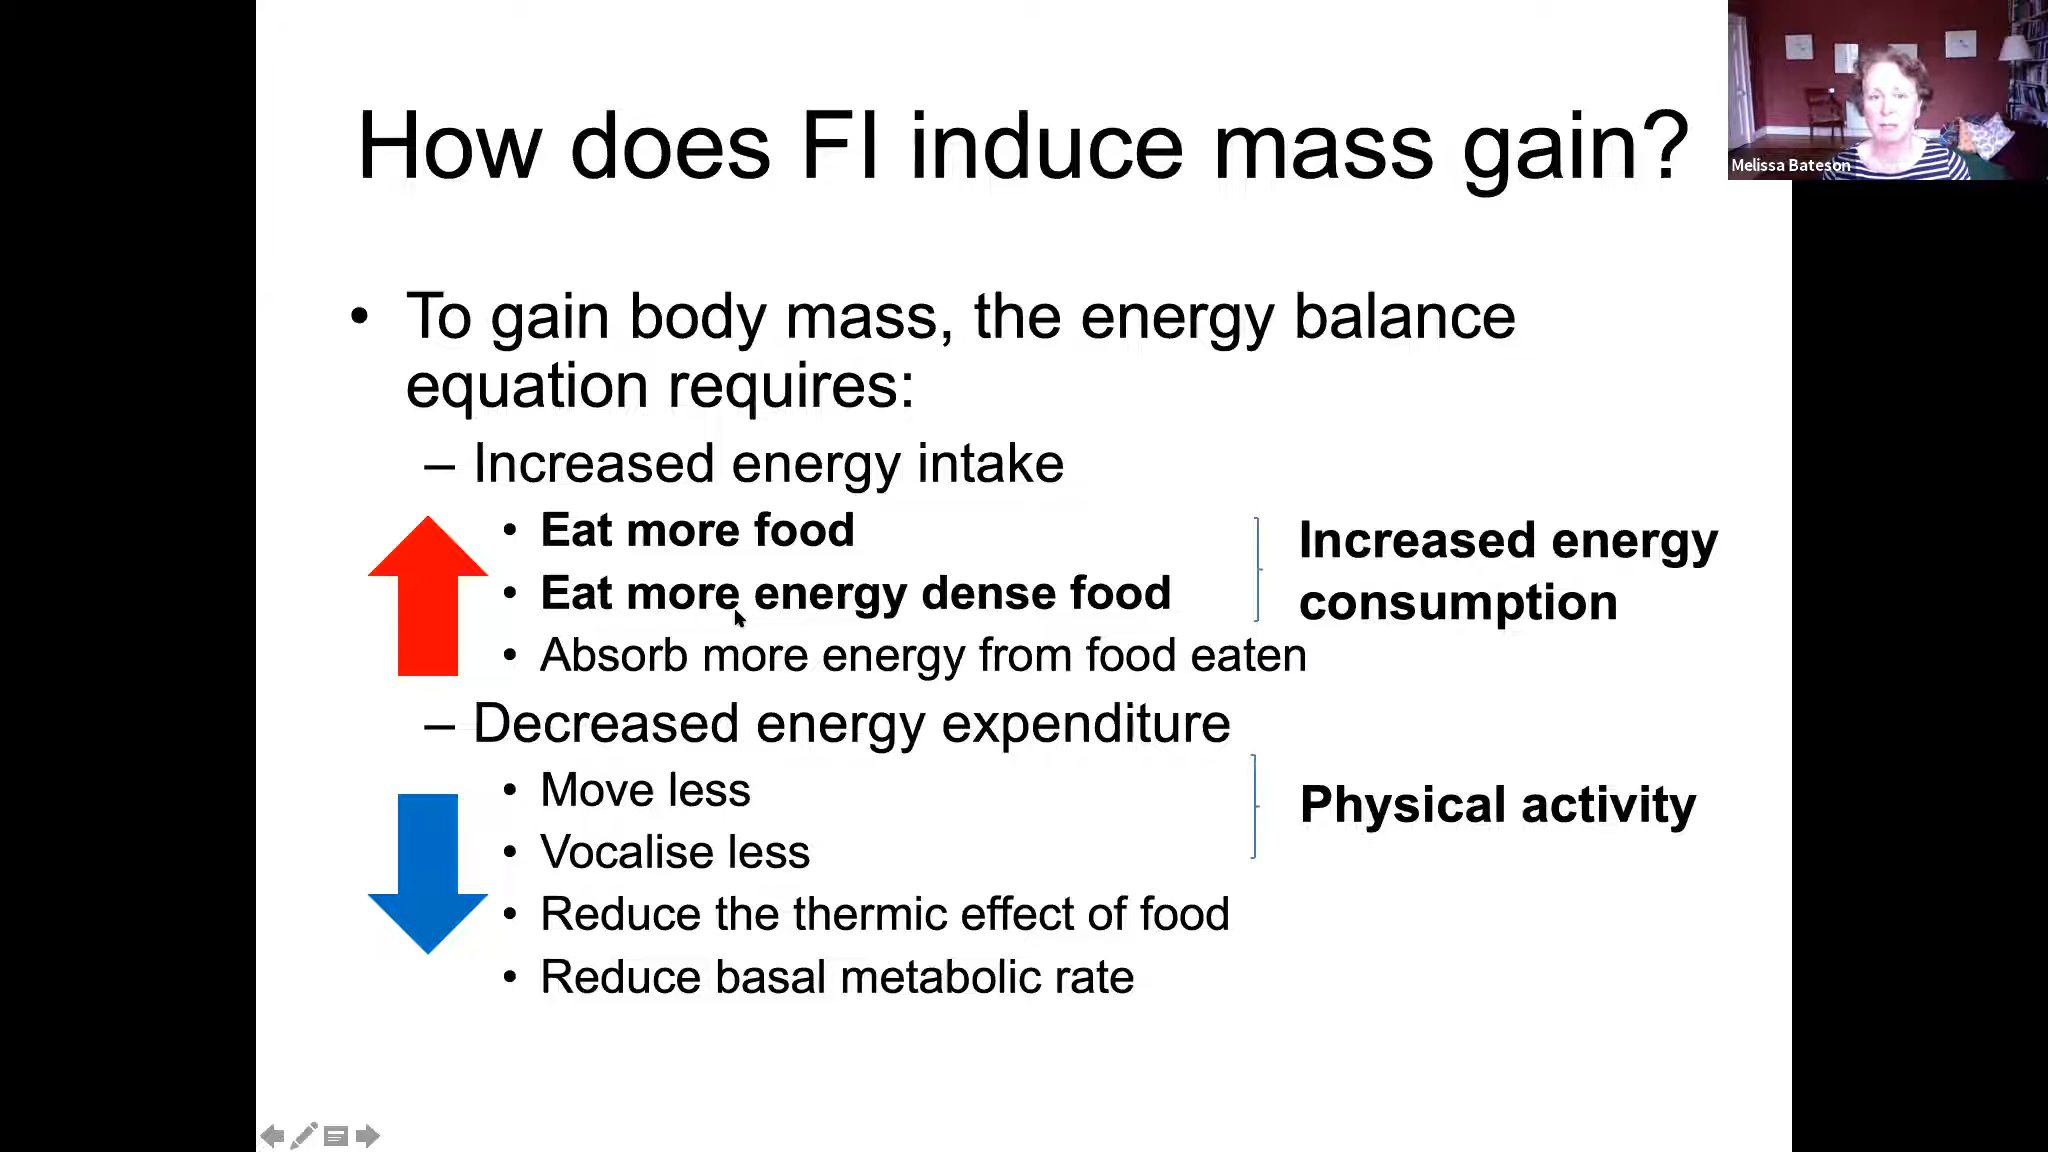 How does FI induce mass gain?
Melissa Bateson
• To gain body mass, the energy balance
equation requires:
– Increased energy intake
• Eat more food
• Eat more energy dense food
• Absorb more energy from food eaten
Increased energy
consumption
– Decreased energy expenditure
• Move less
• Vocalise less
• Reduce the thermic effect of food
• Reduce basal metabolic rate
Physical activity